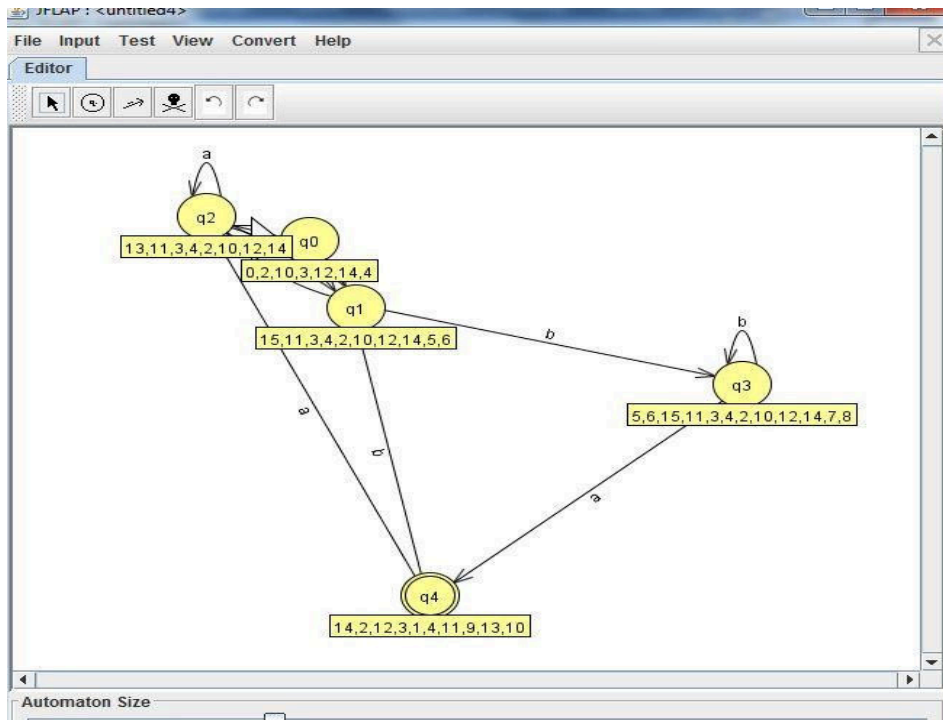 JFLAP : <untitled4>
File Input Test View Convert Help
Editor
a
q2
13,11,3,4,2,10,12,14
q0
0,2,10,3,12,14,4
q1
15,11,3,4,2,10,12,14,5,6
b
b
q3
5,6,15,11,3,4,2,10,12,14,7,8
a
b
a
q4
14,2,12,3,1,4,11,9,13,10
Automaton Size